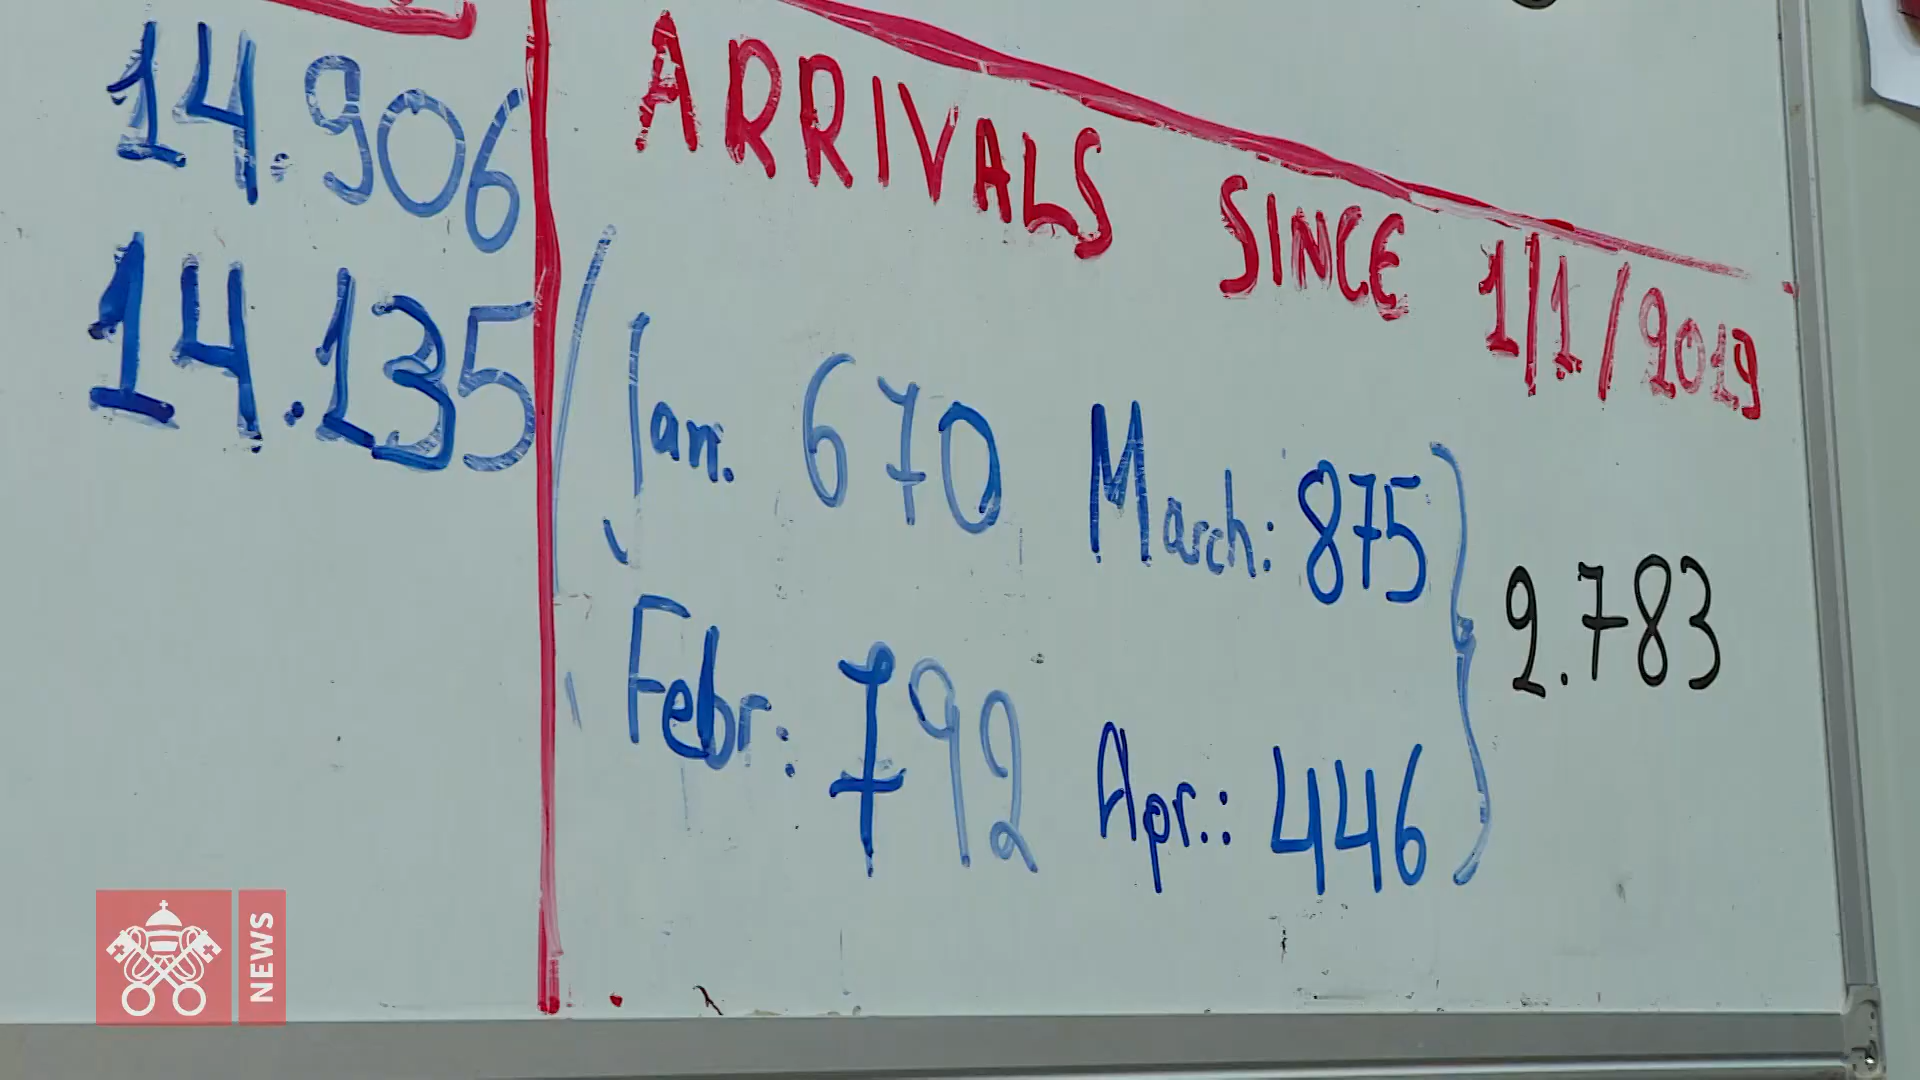 14.906
14.135
ARRIVALS SINCE 1/1/2019
Jan. 670 March: 875
Febr: 792 Apr.: 446
2.783
NEWS